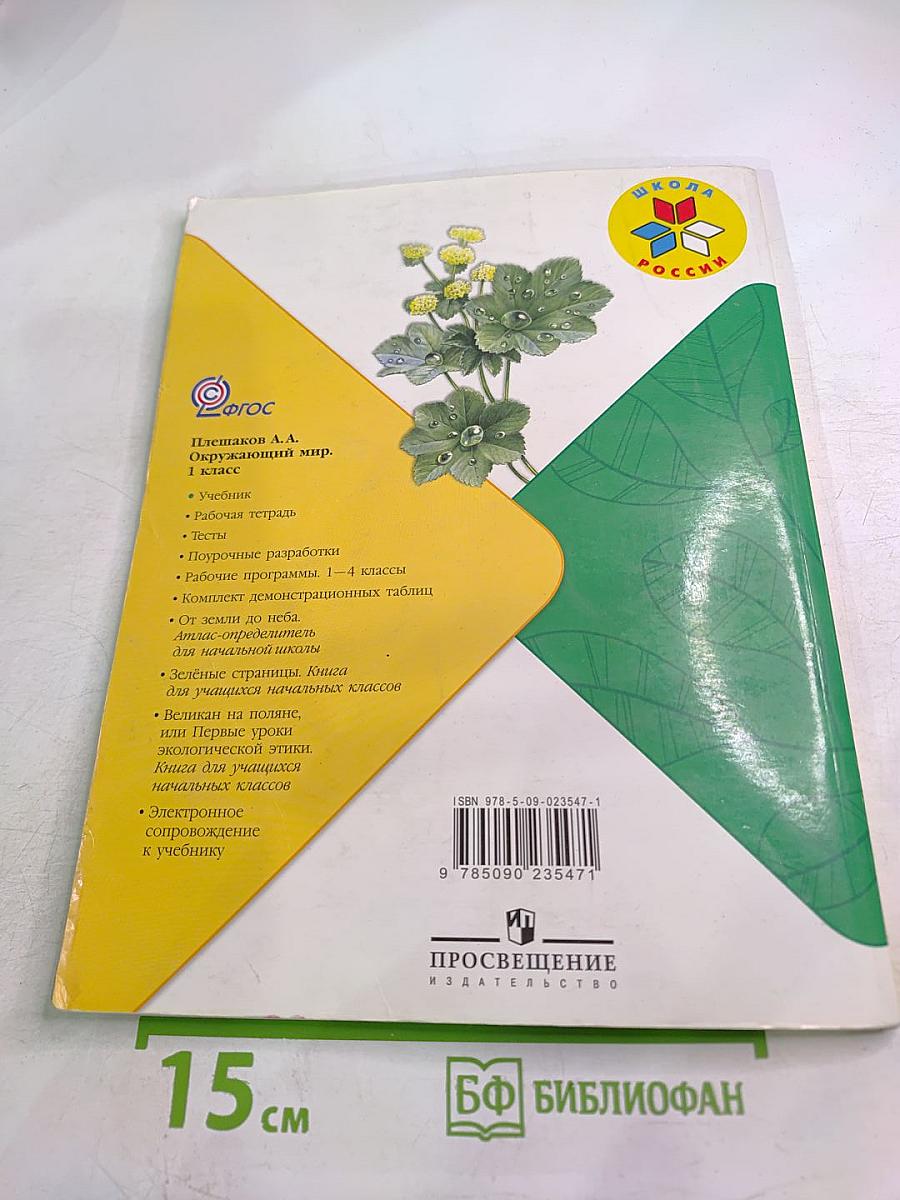 ШКОЛА
РОССИИ
ФГОС
Плешаков А. А.
Окружающий мир.
1 класс
• Учебник
• Рабочая тетрадь
• Тесты
• Поурочные разработки
• Рабочие программы. 1—4 классы
• Комплект демонстрационных таблиц
• От земли до неба.
Атлас-определитель
для начальной школы
• Зелёные страницы. Книга
для учащихся начальных классов
• Великан на поляне,
или Первые уроки
экологической этики.
Книга для учащихся
начальных классов
• Электронное
сопровождение
к учебнику
ISBN 978-5-09-023547-1
9 785090 235471
ИП
ПРОСВЕЩЕНИЕ
ИЗДАТЕЛЬСТВО
15 см
БФ БИБЛИОФАН